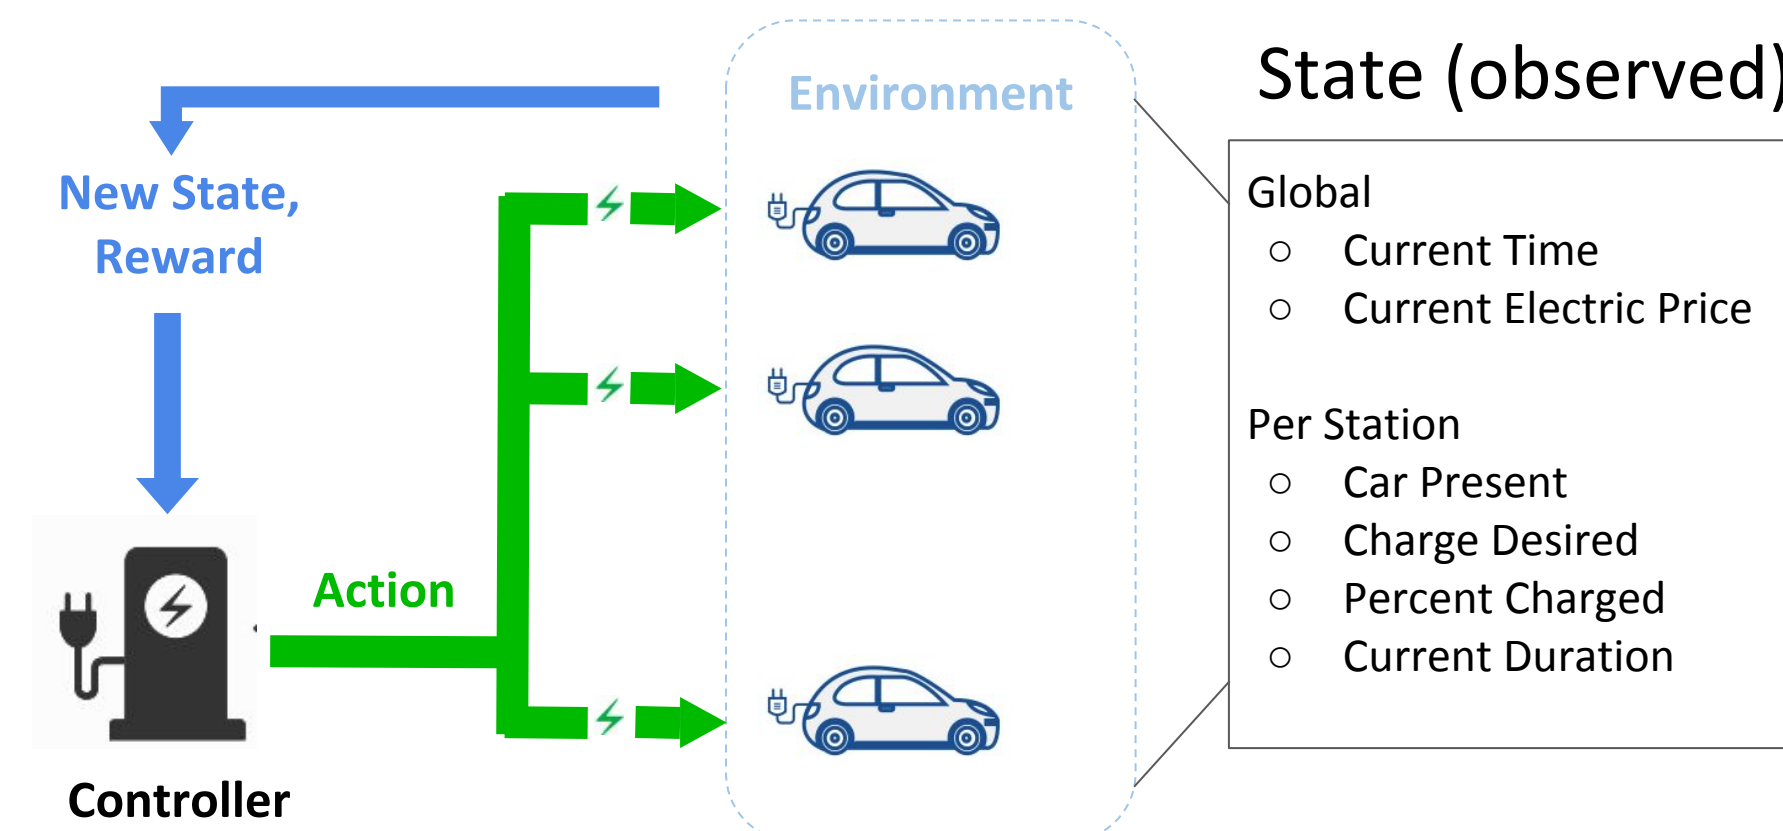 Environment
State (observed)
New State,
Reward
Action
Controller
Global
○ Current Time
○ Current Electric Price
Per Station
○ Car Present
○ Charge Desired
○ Percent Charged
○ Current Duration